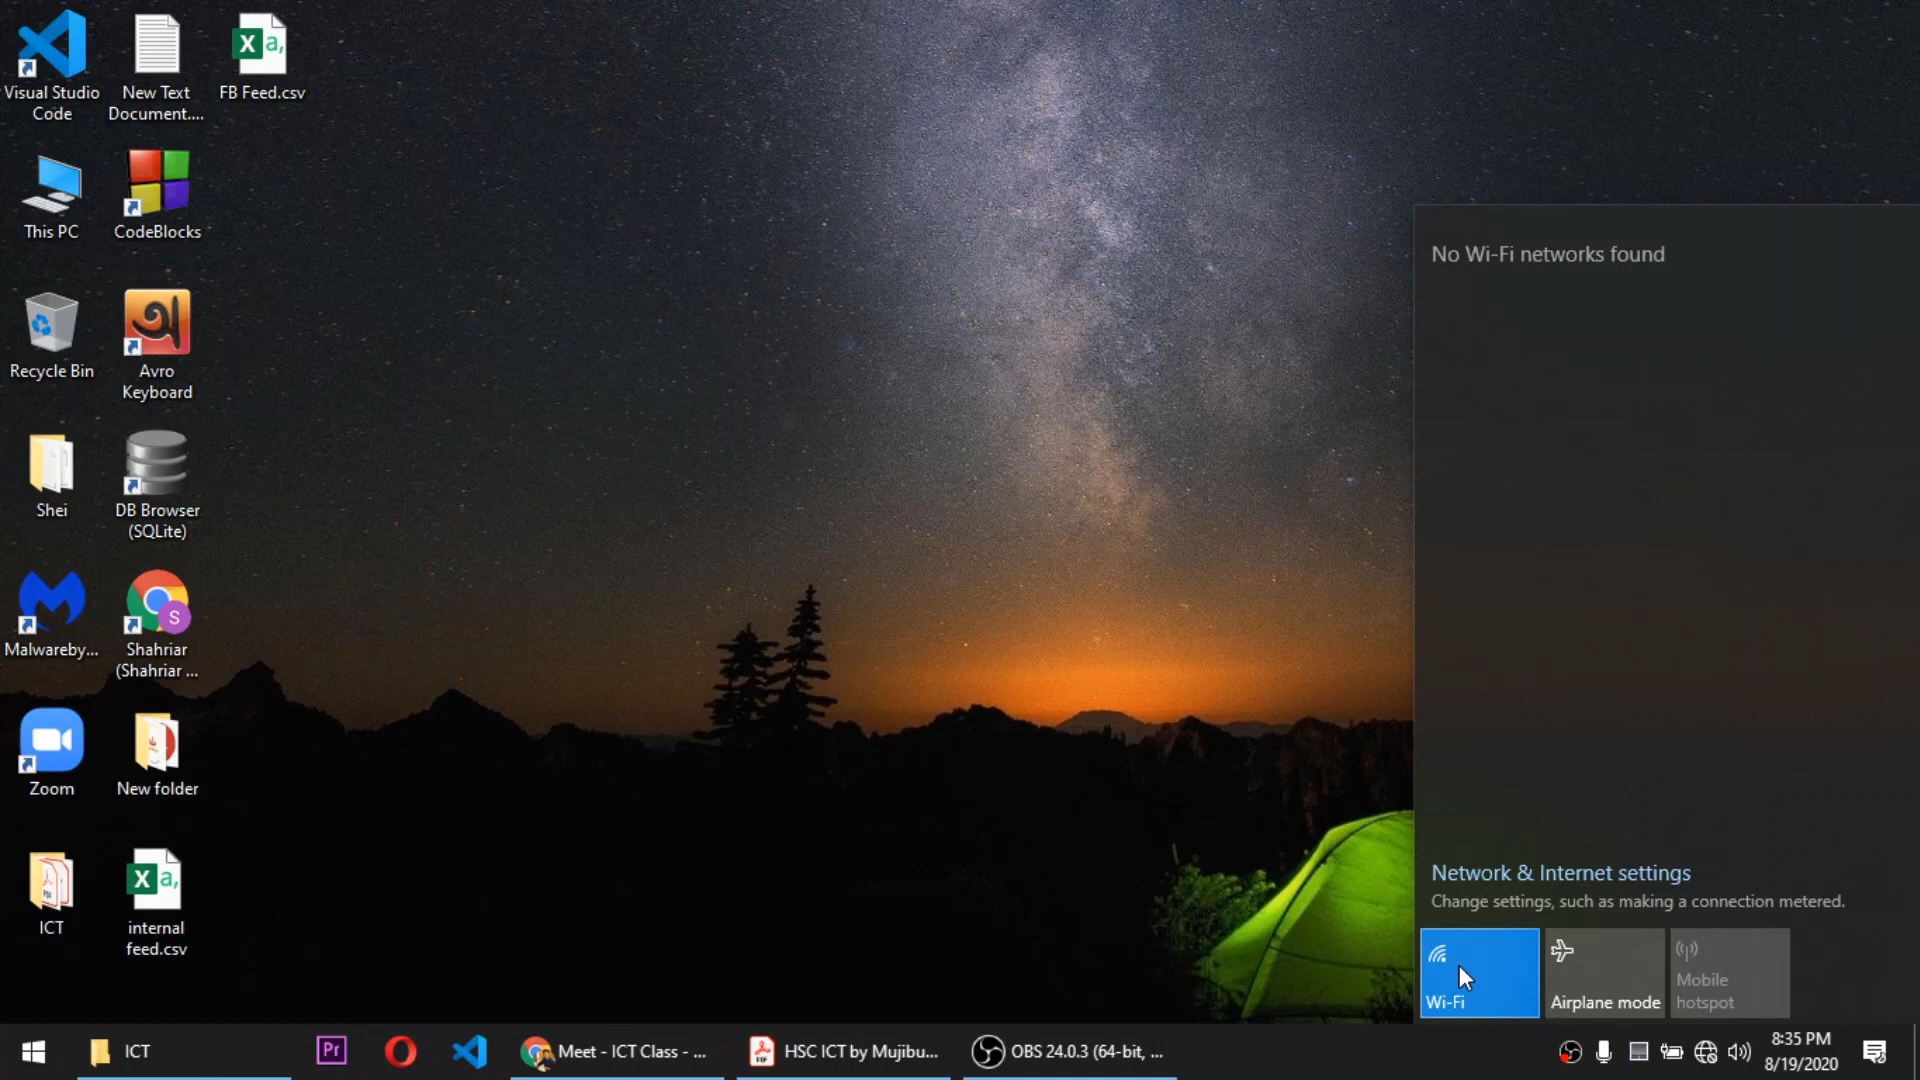 Visual Studio
Code
New Text
Document....
FB Feed.csv
This PC
CodeBlocks
Recycle Bin
Avro
Keyboard
Shei
DB Browser
(SQLite)
Malwareby...
Shahriar
(Shahriar ...
Zoom
New folder
ICT
internal
feed.csv
No Wi-Fi networks found
Network & Internet settings
Change settings, such as making a connection metered.
Wi-Fi
Airplane mode
Mobile
hotspot
ICT
Meet - ICT Class - ...
HSC ICT by Mujibu...
OBS 24.0.3 (64-bit, ...
8:35 PM
8/19/2020